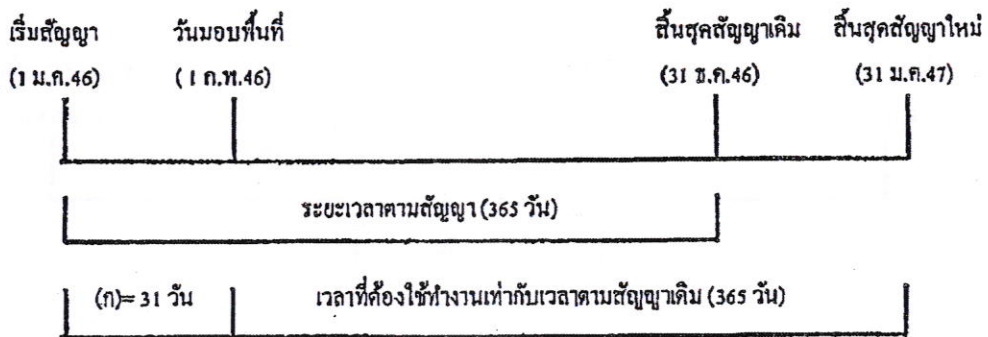 เริ่มสัญญา วันมอบพื้นที่ สิ้นสุดสัญญาเดิม สิ้นสุดสัญญาใหม่
(1 ม.ค.46) (1 ก.พ.46) (31 ธ.ค.46) (31 ม.ค.47)
ระยะเวลาตามสัญญา (365 วัน)
(ก)= 31 วัน เวลาที่ต้องใช้ทำงานเท่ากับเวลาตามสัญญาเดิม (365 วัน)